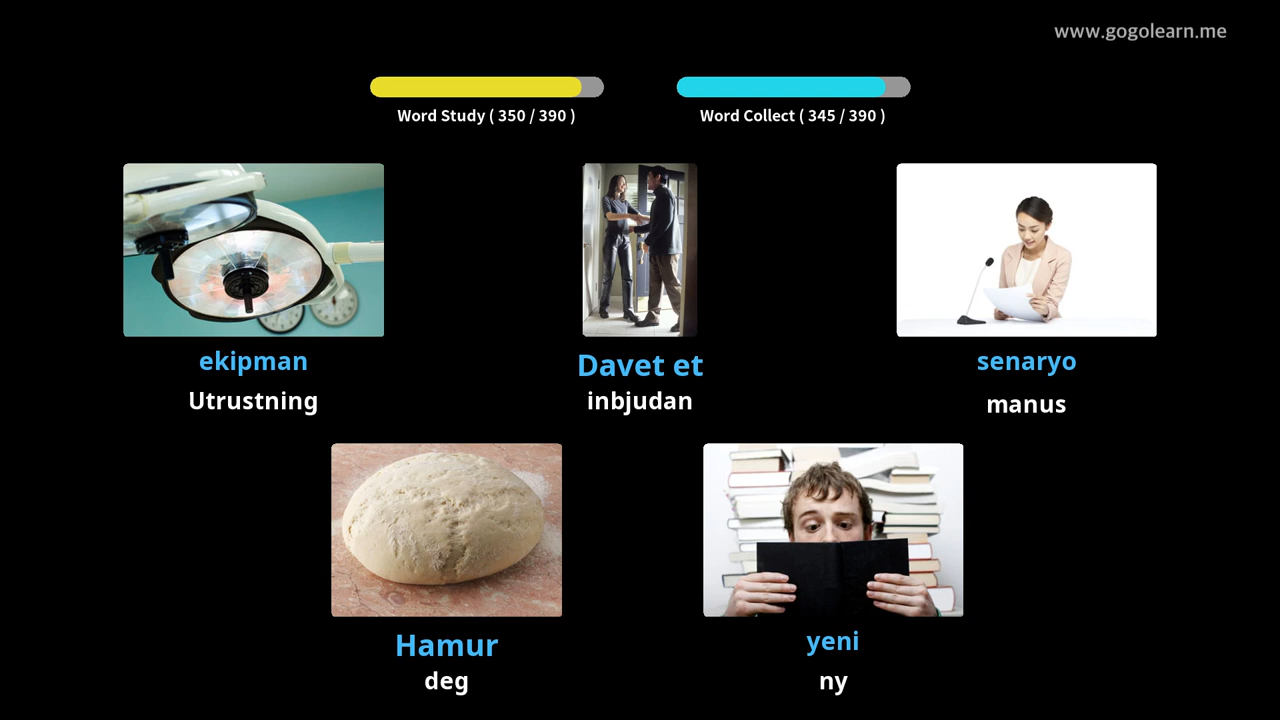 www.gogolearn.me
Word Study ( 350 / 390 )
Word Collect ( 345 / 390 )
ekipman
Utrustning
Davet et
inbjudan
senaryo
manus
Hamur
deg
yeni
ny